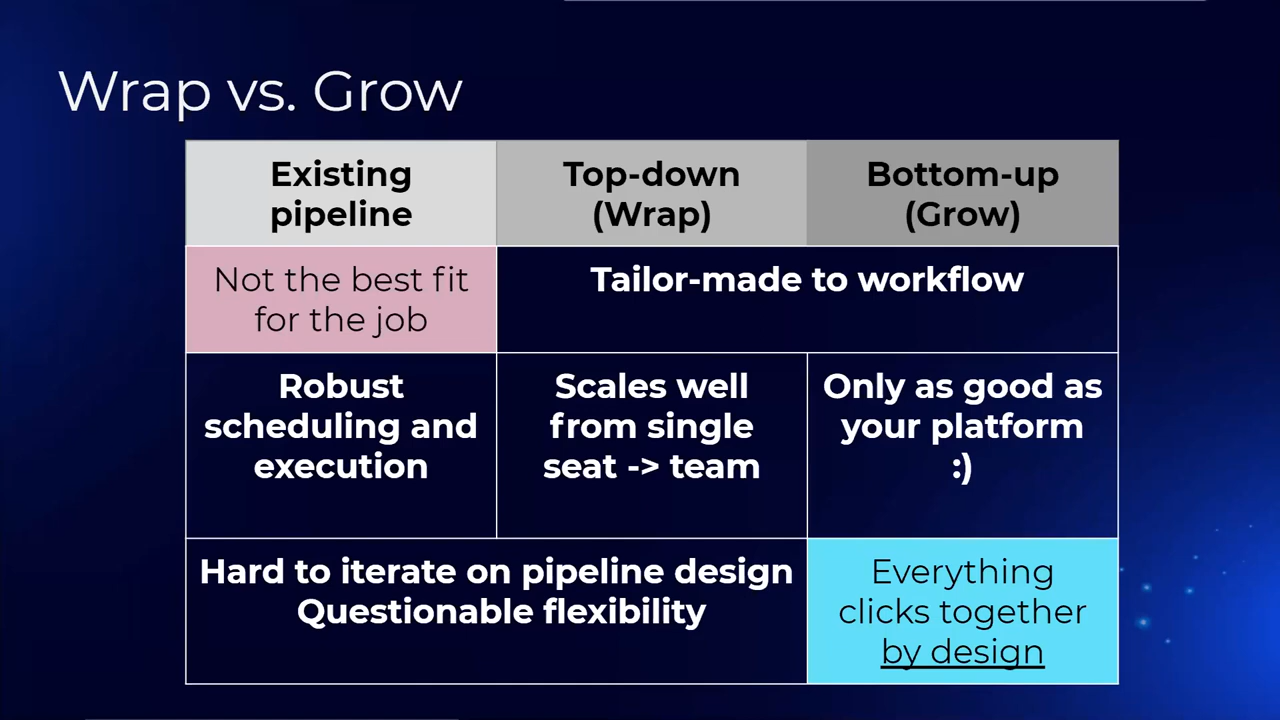 Wrap vs. Grow
Existing
pipeline
Top-down
(Wrap)
Bottom-up
(Grow)
Not the best fit
for the job
Tailor-made to workflow
Robust
scheduling and
execution
Scales well
from single
seat -> team
Only as good as
your platform
:)
Hard to iterate on pipeline design
Questionable flexibility
Everything
clicks together
by design